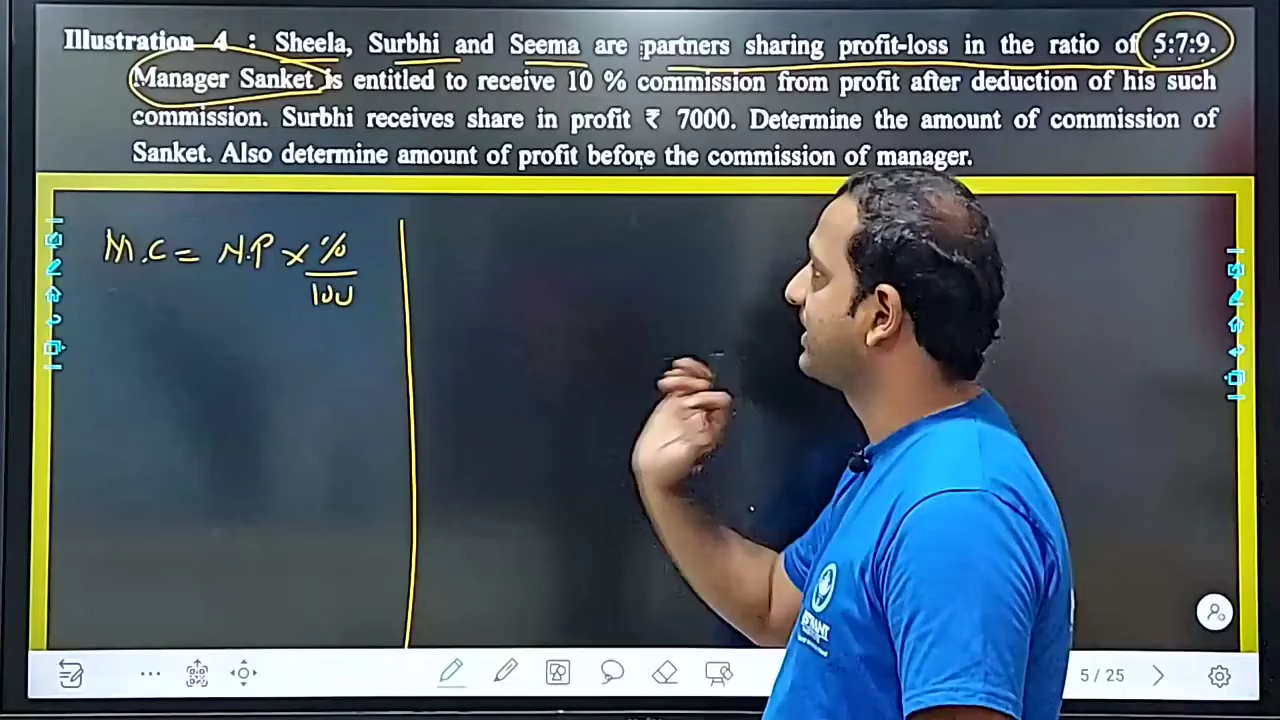 Illustration 4 : Sheela, Surbhi and Seema are partners sharing profit-loss in the ratio of 5:7:9.
Manager Sanket is entitled to receive 10 % commission from profit after deduction of his such
commission. Surbhi receives share in profit ₹ 7000. Determine the amount of commission of
Sanket. Also determine amount of profit before the commission of manager.
M.C = N.P × %
100
5 / 25